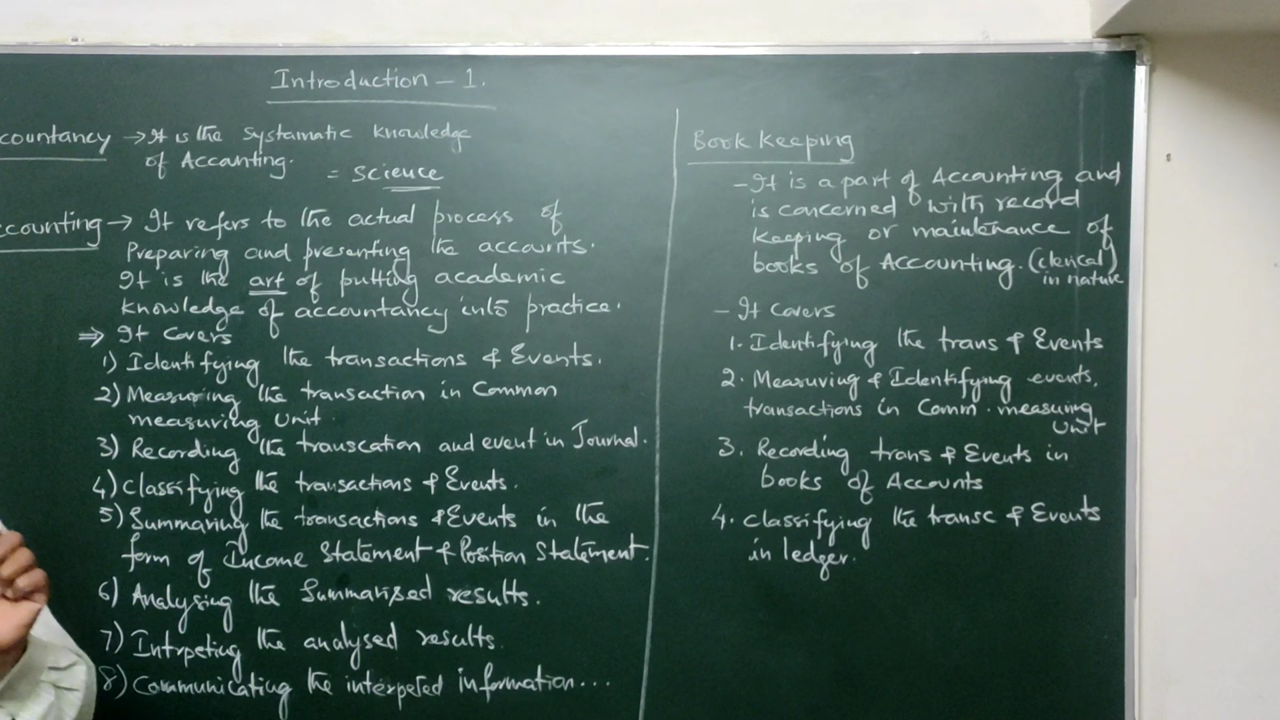 Introduction - 1.
countancy → It is the systamatic knowledge
of Accounting.
= Science
ccounting → It refers to the actual process of
Preparing and presenting the accounts.
It is the art of putting academic
knowledge of accountancy into practice.
⇒ It Covers
1) Identifying the transactions & Events.
2) Measuring the transaction in Common
measuring Unit.
3) Recording the transcation and event in Journal.
4) Classifying the transactions & Events.
5) Summaring the transactions & Events in the
form of Income Statement & Position Statement.
6) Analysing the Summarised results.
7) Intrpeting the analysed results.
8) Communicating the interpeted information...
Book Keeping
- It is a part of Accounting and
is concerned with record
keeping or maintenance of
books of Accounting. (clerical)
in nature
- It covers
1. Identifying the trans & Events
2. Measuring & Identifying events,
transactions in Comm. measuing
Unit
3. Recording trans & Events in
books of Accounts
4. classifying the transc & Events
in ledger.